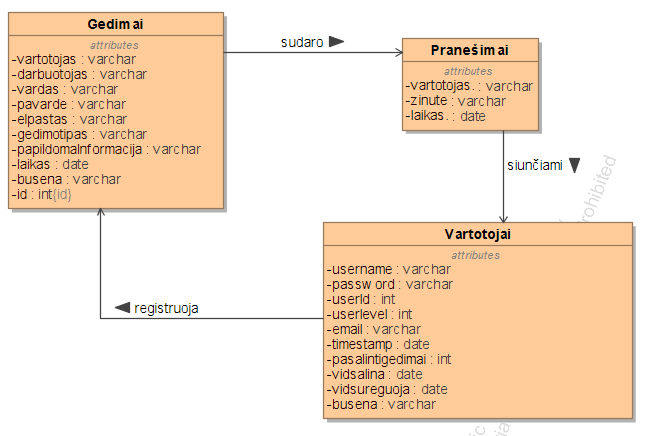 Gedimai
attributes
-vartotojas : varchar
-darbuotojas : varchar
-vardas : varchar
-pavarde : varchar
-elpastas : varchar
-gedimotipas : varchar
-papildomaInformacija : varchar
-laikas : date
-busena : varchar
-id : int{id}
sudaro
Pranešimai
attributes
-vartotojas. : varchar
-zinute : varchar
-laikas. : date
siunčiami
rohibited
registruoja
Vartotojai
attributes
-username : varchar
-password : varchar
-userId : int
-userlevel : int
-email : varchar
-timestamp : date
-pasalintigedimai : int
-vidsalina : date
-vidsureguoja : date
-busena : varchar